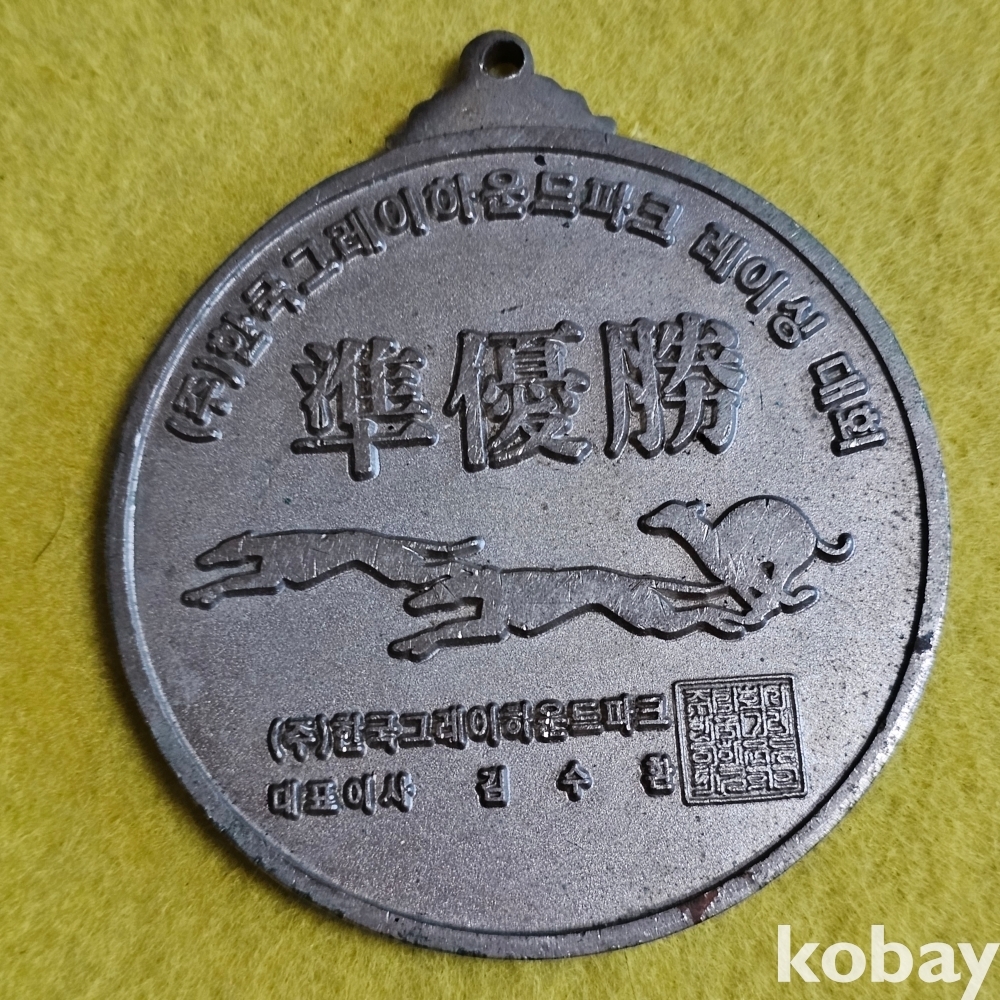 (주)한국그레이하운드파크 레이싱 대회
準優勝
(주)한국그레이하운드파크
대표이사 김 수 환
kobay